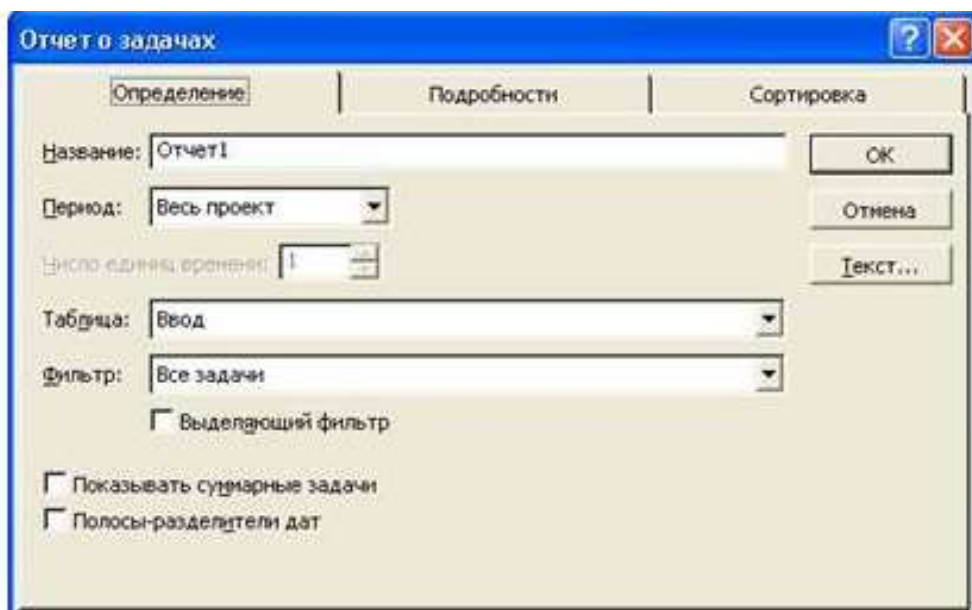 Отчет о задачах
Определение Подробности Сортировка
Название: Отчет1 ОК
Период: Весь проект Отмена
Число единиц времени: 1 Текст...
Таблица: Ввод
Фильтр: Все задачи
Выделяющий фильтр
Показывать суммарные задачи
Полосы-разделители дат